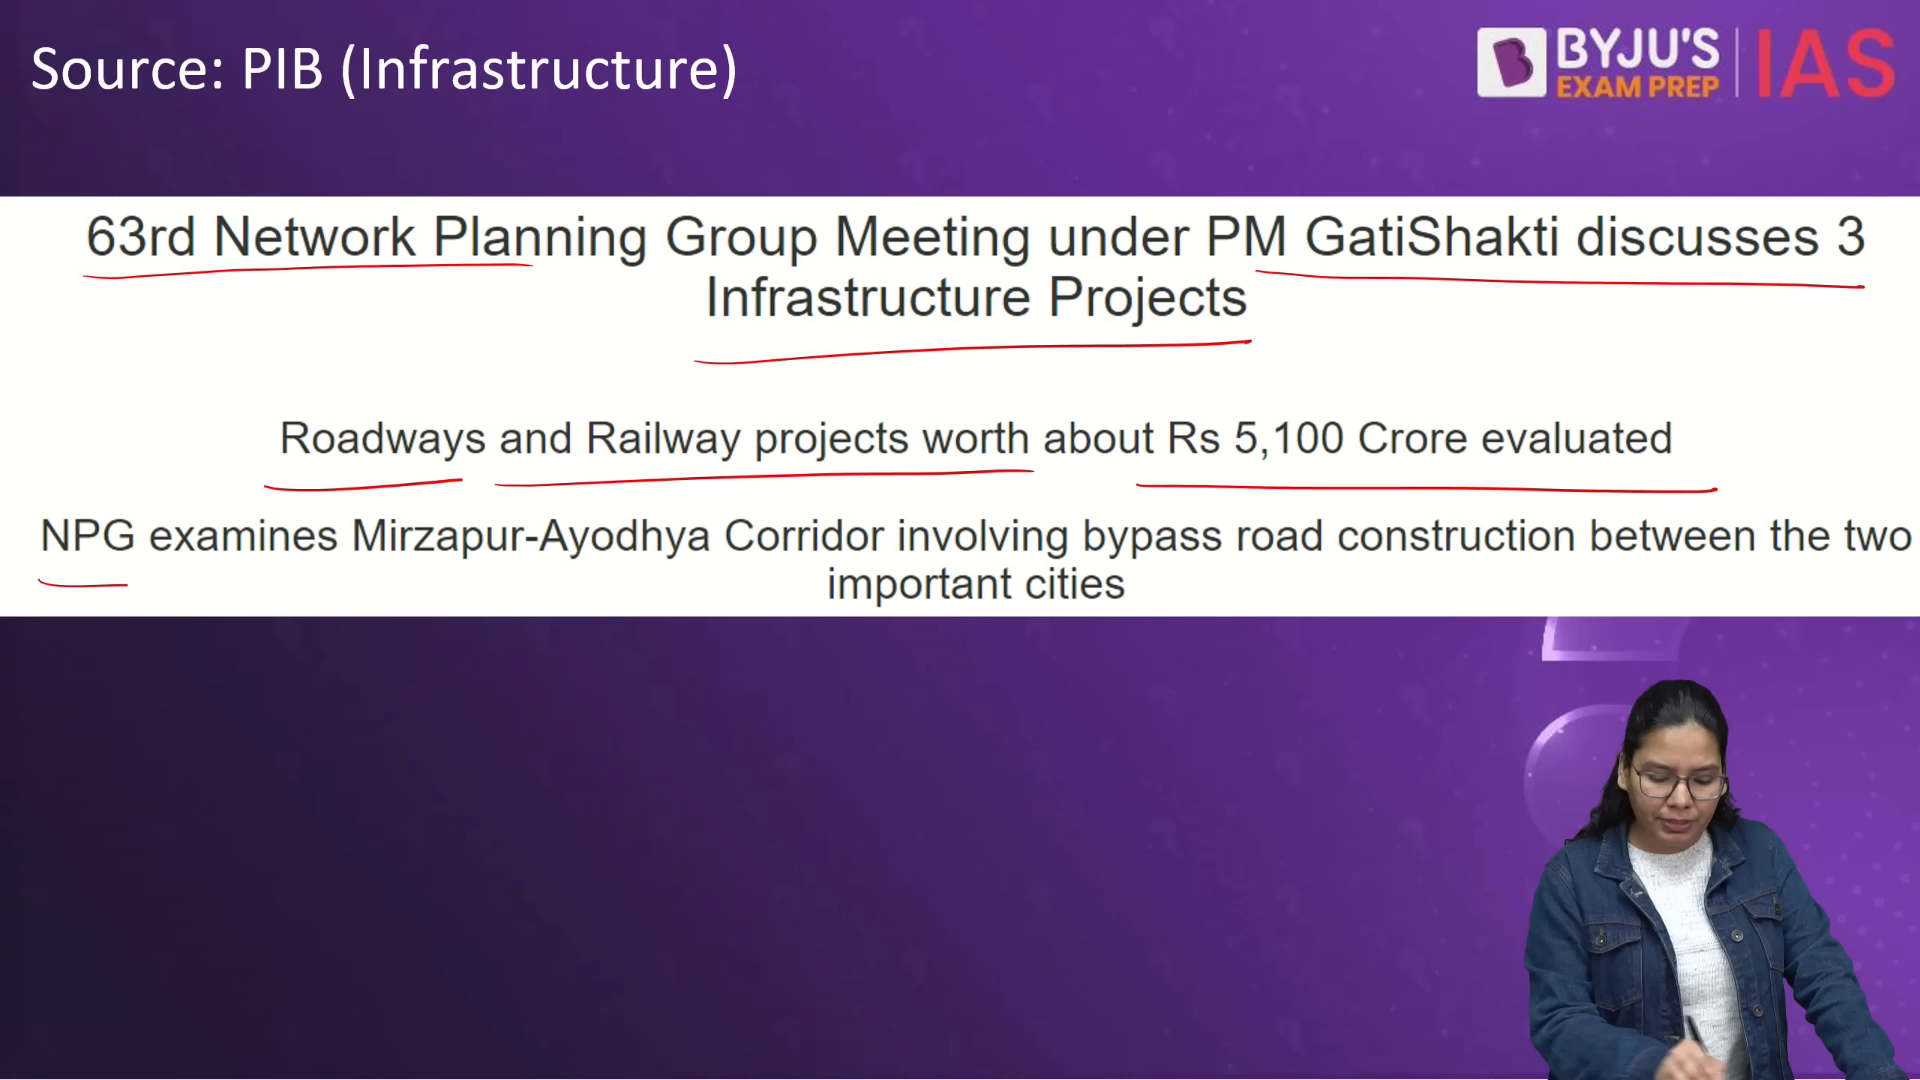 Source: PIB (Infrastructure)
BYJU'S
EXAM PREP
IAS
63rd Network Planning Group Meeting under PM GatiShakti discusses 3
Infrastructure Projects
Roadways and Railway projects worth about Rs 5,100 Crore evaluated
NPG examines Mirzapur-Ayodhya Corridor involving bypass road construction between the two
important cities